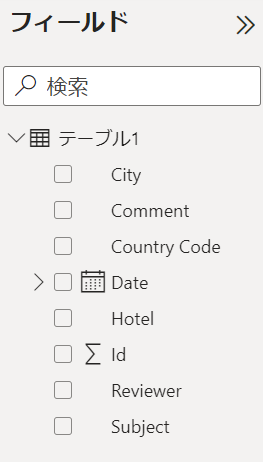 フィールド
検索
テーブル1
City
Comment
Country Code
Date
Hotel
Id
Reviewer
Subject